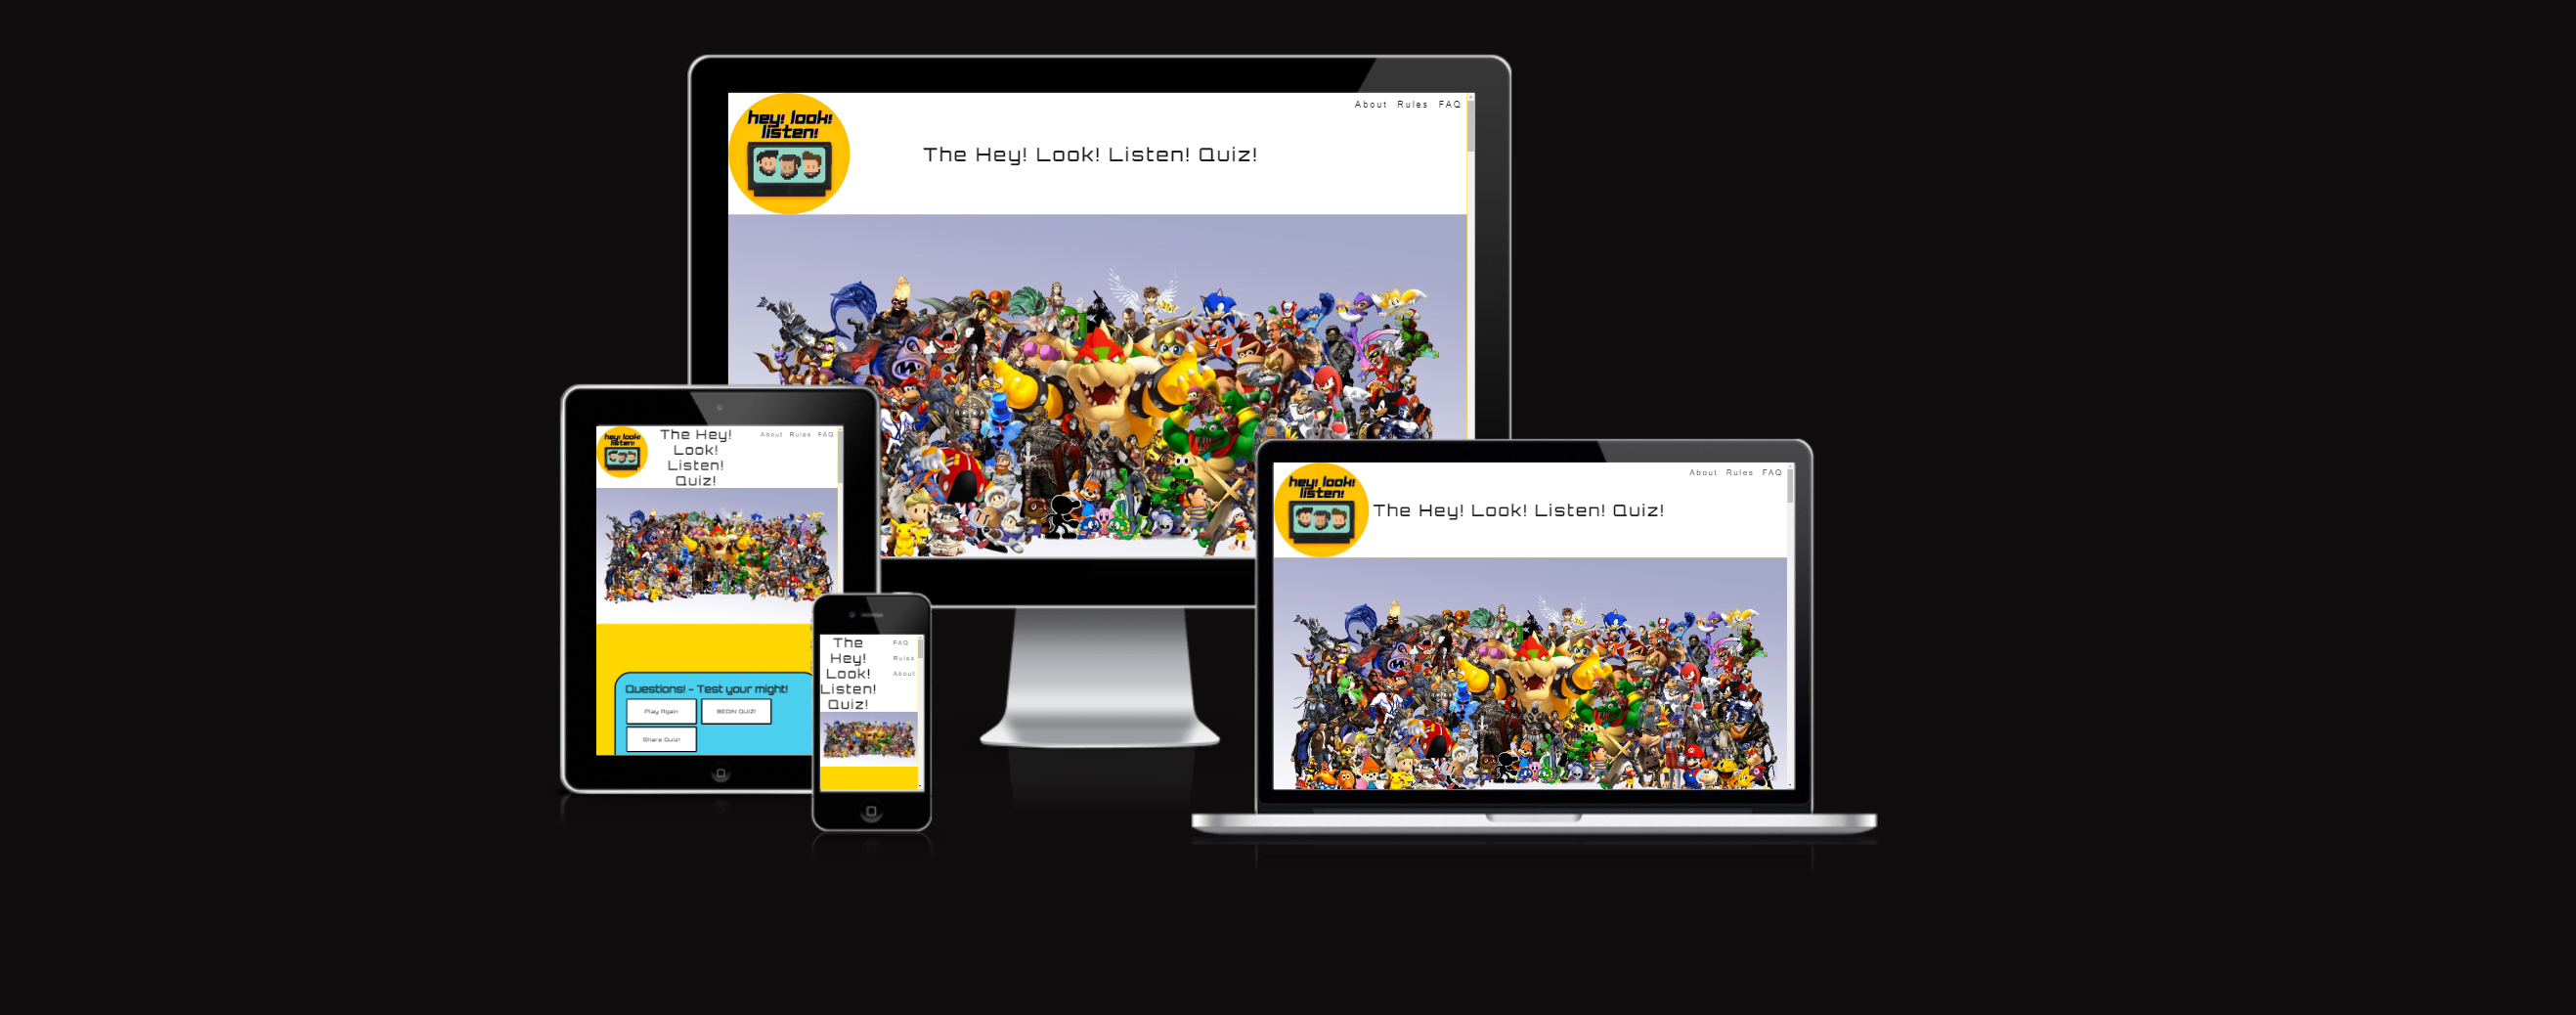 hey! look!
listen!
The Hey! Look! Listen! Quiz!
About Rules FAQ
hey! look!
listen!
The Hey!
Look!
Listen!
Quiz!
About Rules FAQ
Questions! - Test your might!
Play Again
BEGIN QUIZ!
Share Quiz!
The
Hey!
Look!
Listen!
Quiz!
FAQ
Rules
About
hey! look!
listen!
The Hey! Look! Listen! Quiz!
About Rules FAQ